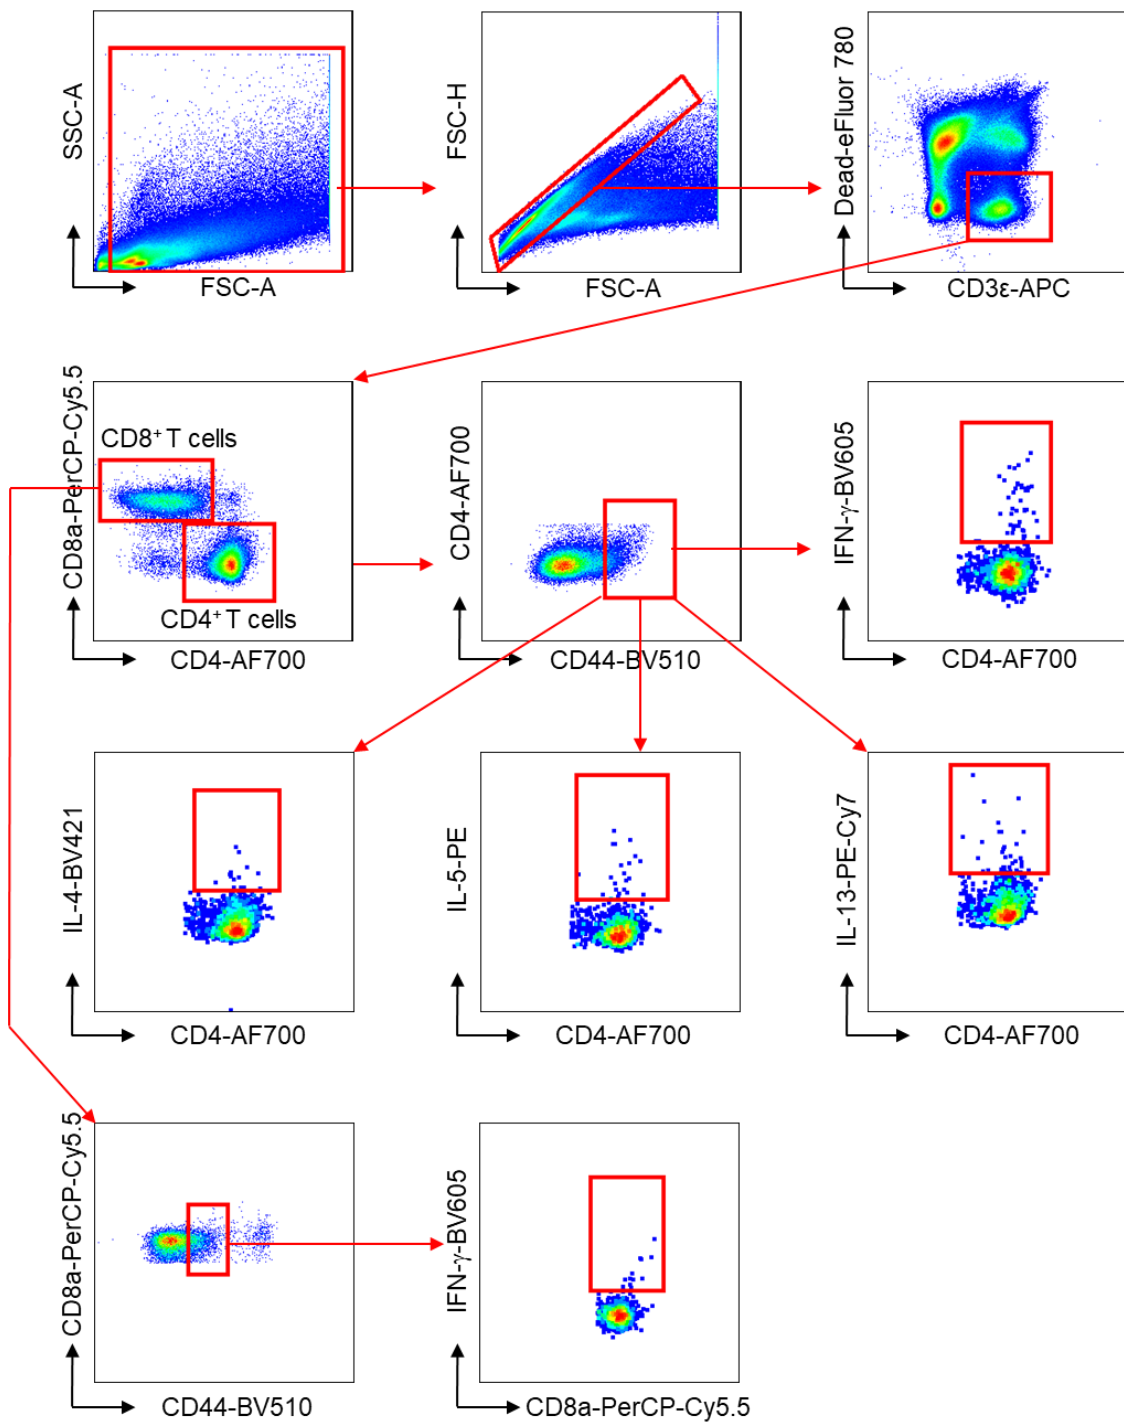 SSC-A
FSC-A
FSC-H
FSC-A
Dead-eFluor 780
CD3ε-APC
CD8a-PerCP-Cy5.5
CD8⁺ T cells
CD4⁺ T cells
CD4-AF700
CD4-AF700
CD44-BV510
IFN-γ-BV605
CD4-AF700
IL-4-BV421
CD4-AF700
IL-5-PE
CD4-AF700
IL-13-PE-Cy7
CD4-AF700
CD8a-PerCP-Cy5.5
CD44-BV510
IFN-γ-BV605
CD8a-PerCP-Cy5.5